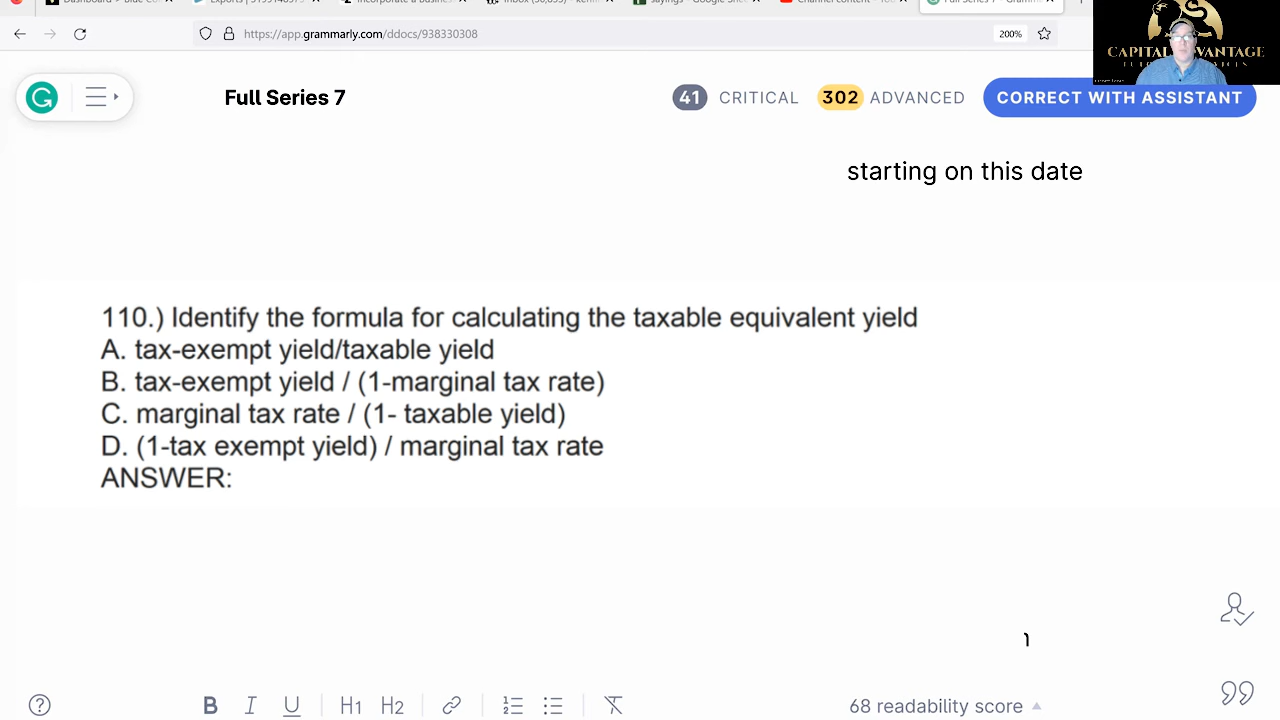 https://app.grammarly.com/ddocs/938330308
200%
CAPITAL
VANTAGE
Full Series 7
41 CRITICAL
302 ADVANCED
CORRECT WITH ASSISTANT
starting on this date
110.) Identify the formula for calculating the taxable equivalent yield
A. tax-exempt yield/taxable yield
B. tax-exempt yield / (1-marginal tax rate)
C. marginal tax rate / (1- taxable yield)
D. (1-tax exempt yield) / marginal tax rate
ANSWER:
B I U H1 H2
68 readability score